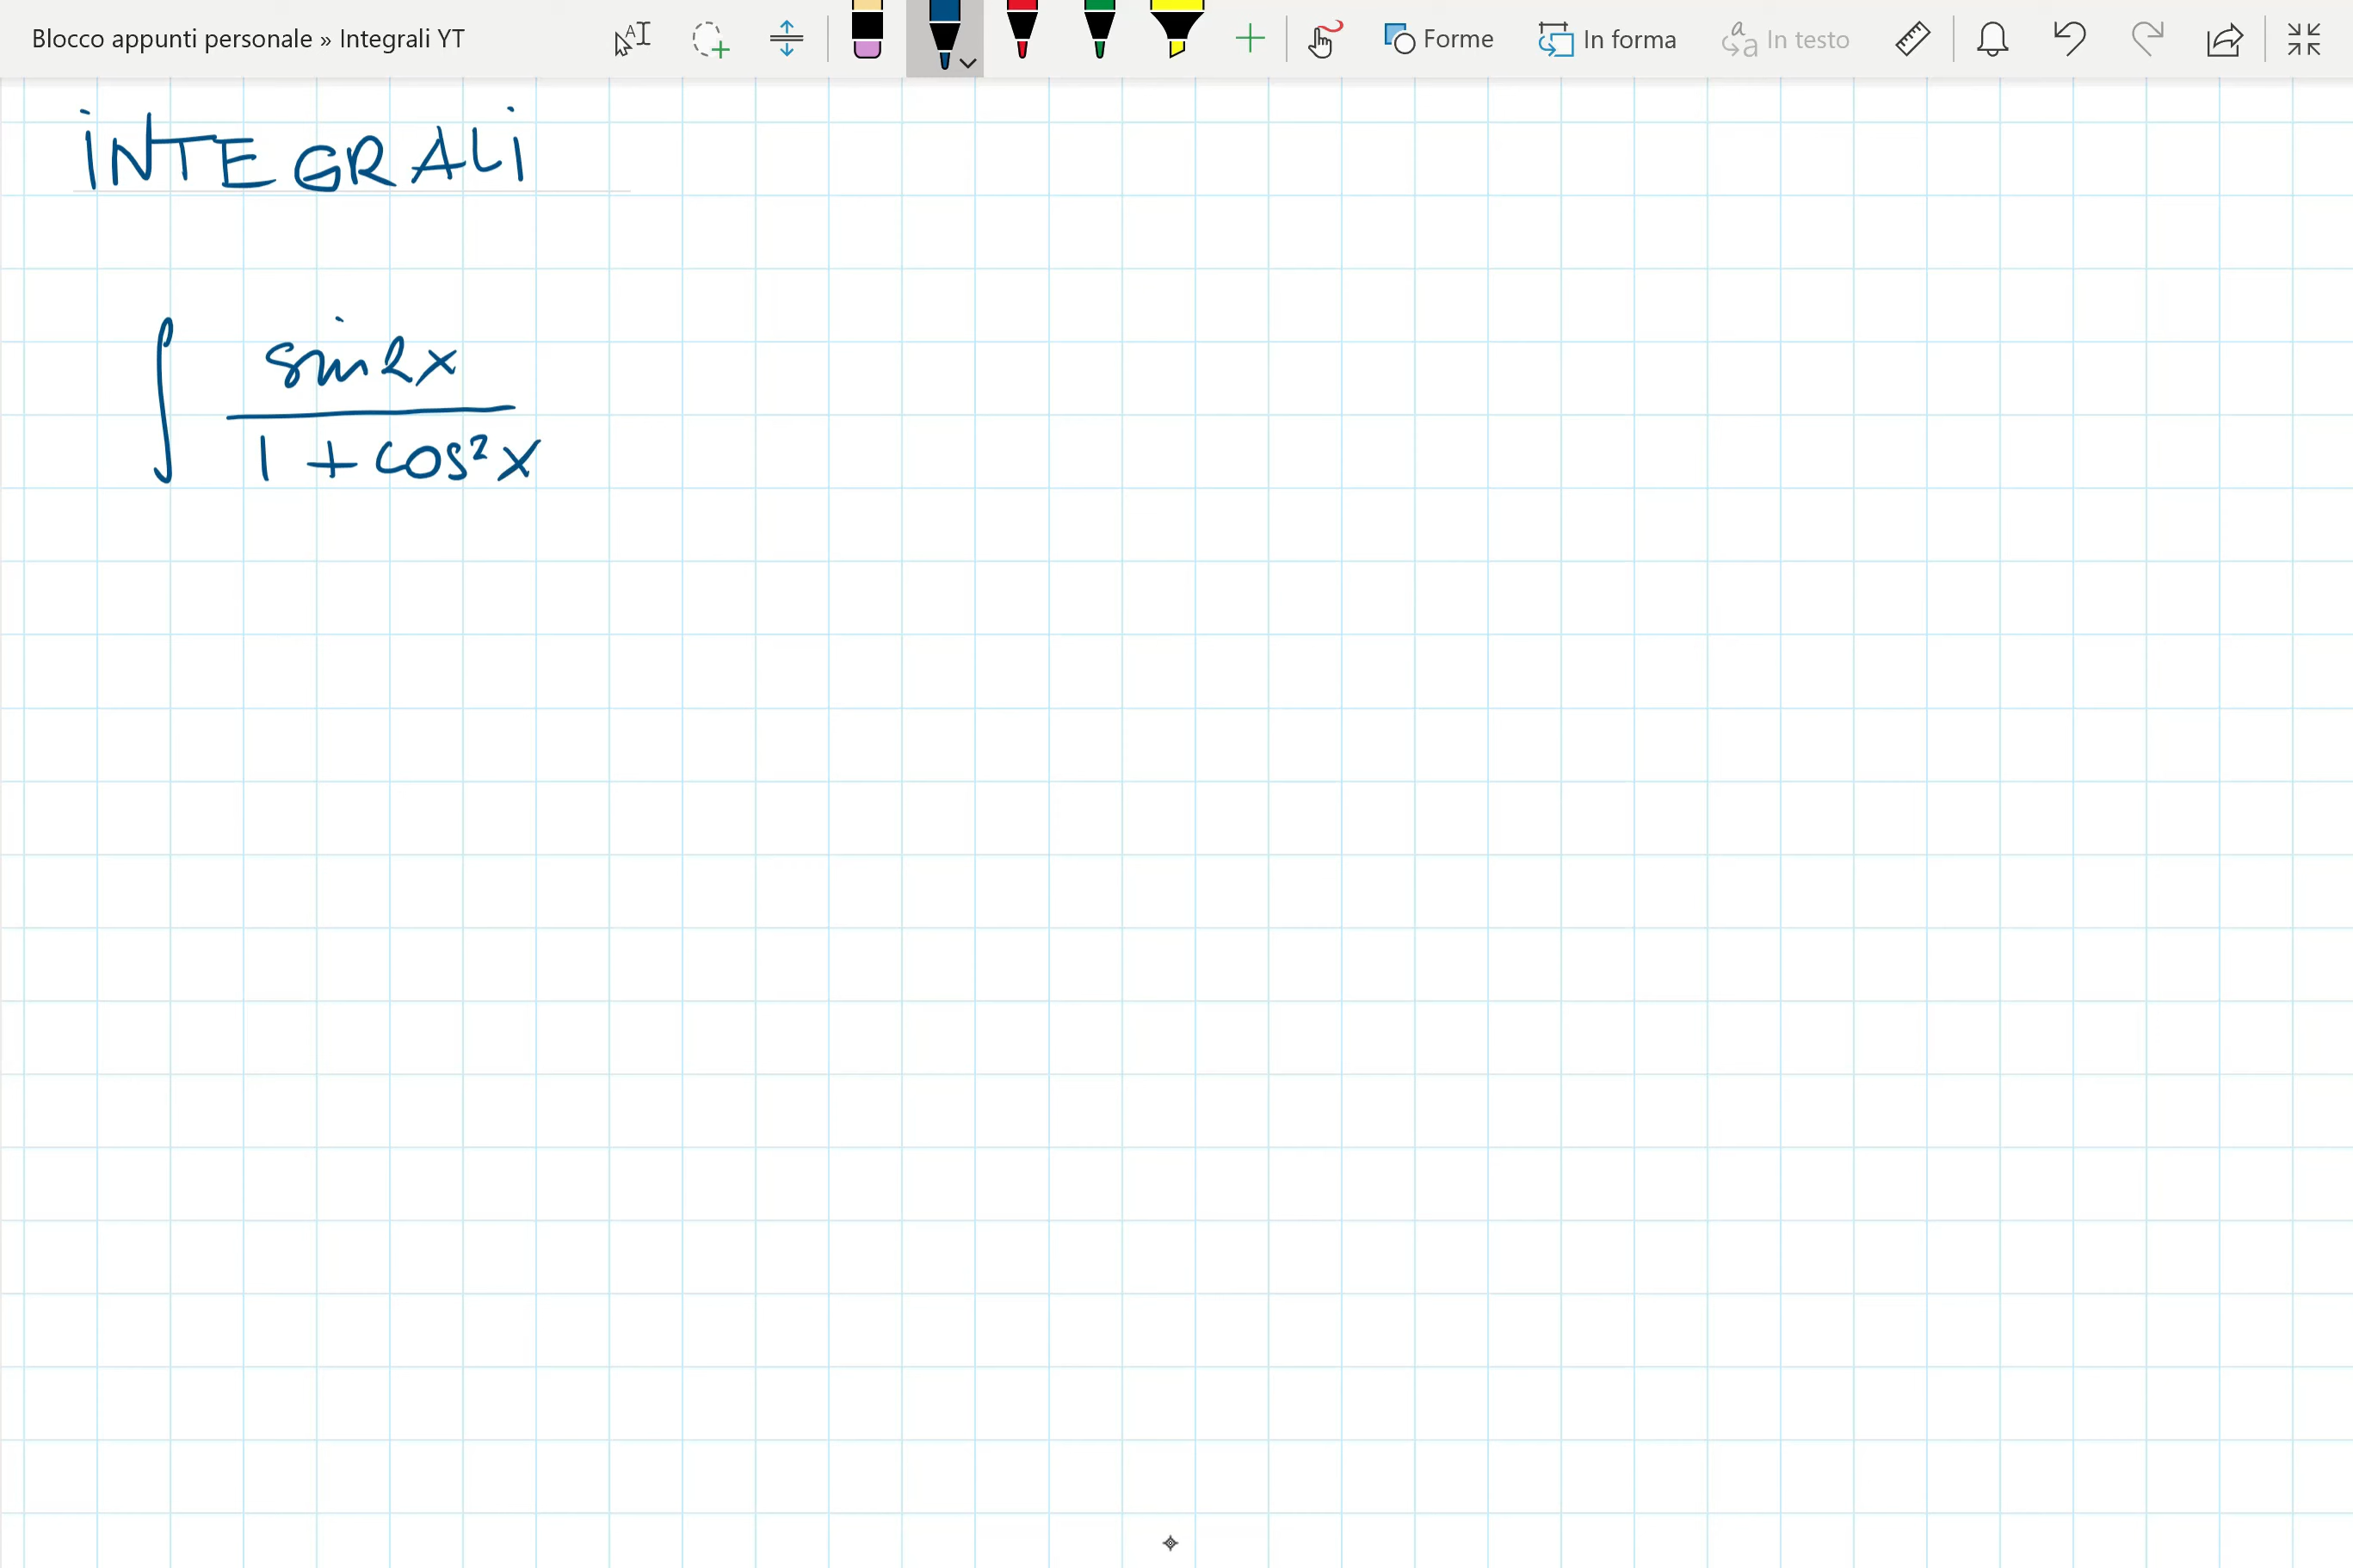 Blocco appunti personale » Integrali YT Forme In forma In testo
INTEGRALI
∫ sin2x
1 + cos²x